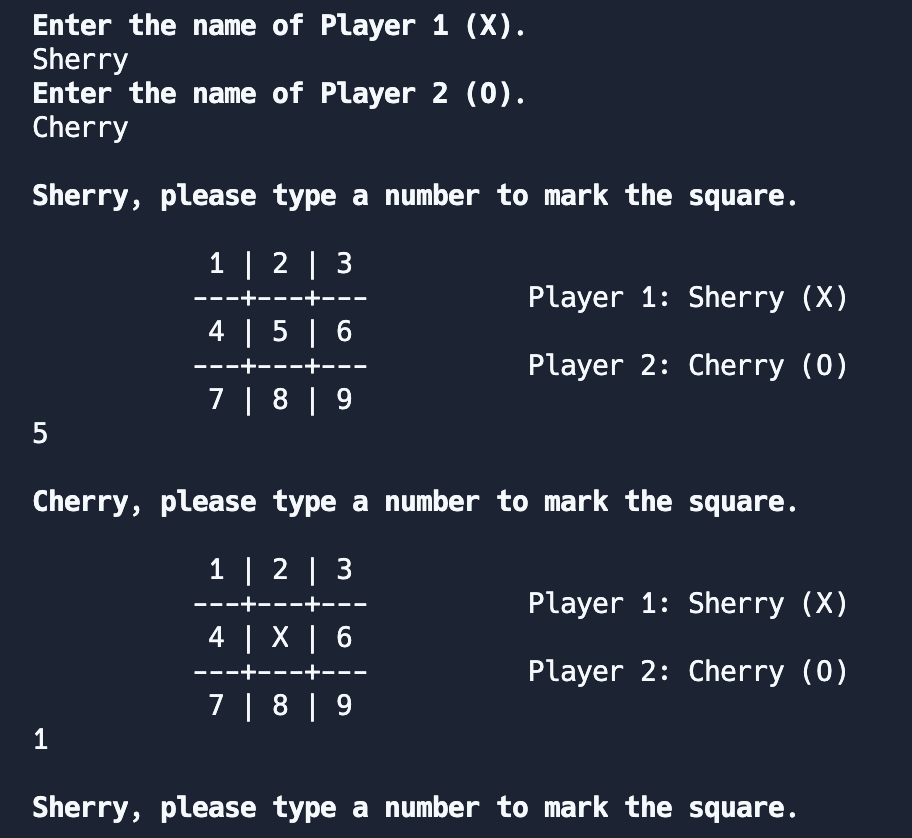 Enter the name of Player 1 (X).
Sherry
Enter the name of Player 2 (O).
Cherry
Sherry, please type a number to mark the square.
1 | 2 | 3
---+---+--- Player 1: Sherry (X)
4 | 5 | 6
---+---+--- Player 2: Cherry (O)
7 | 8 | 9
5
Cherry, please type a number to mark the square.
1 | 2 | 3
---+---+--- Player 1: Sherry (X)
4 | X | 6
---+---+--- Player 2: Cherry (O)
7 | 8 | 9
1
Sherry, please type a number to mark the square.